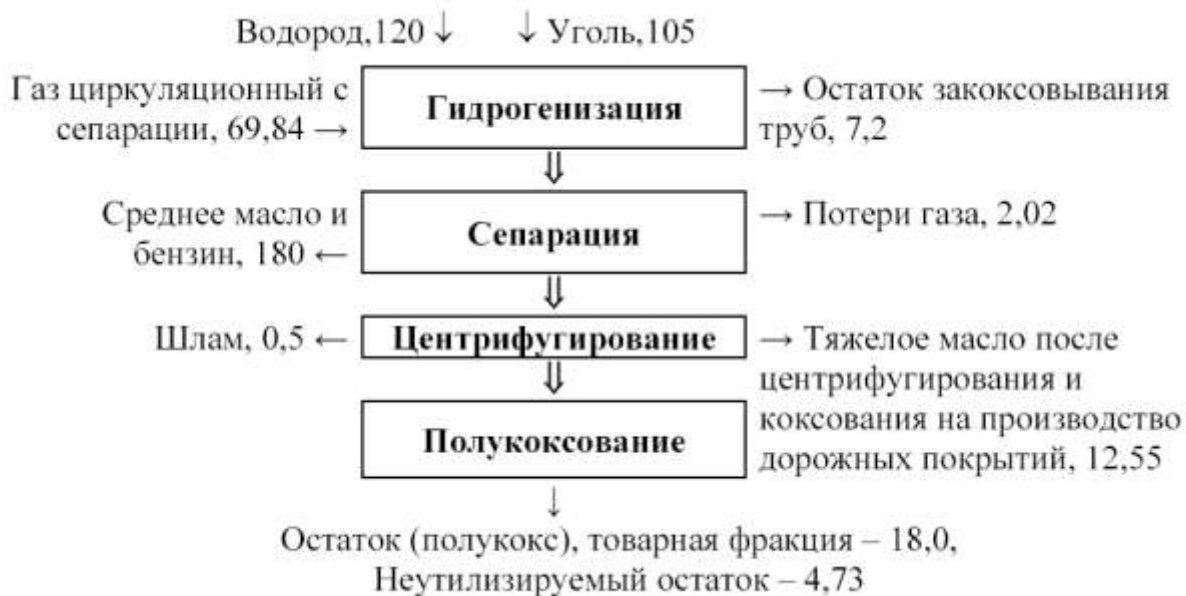 Водород,120 ↓ ↓ Уголь,105
Газ циркуляционный с
сепарации, 69,84 →
Гидрогенизация
→ Остаток закоксовывания
труб, 7,2
Среднее масло и
бензин, 180 ←
Сепарация
→ Потери газа, 2,02
Шлам, 0,5 ←
Центрифугирование
→ Тяжелое масло после
центрифугирования и
коксования на производство
дорожных покрытий, 12,55
Полукоксование
Остаток (полукокс), товарная фракция – 18,0,
Неутилизируемый остаток – 4,73